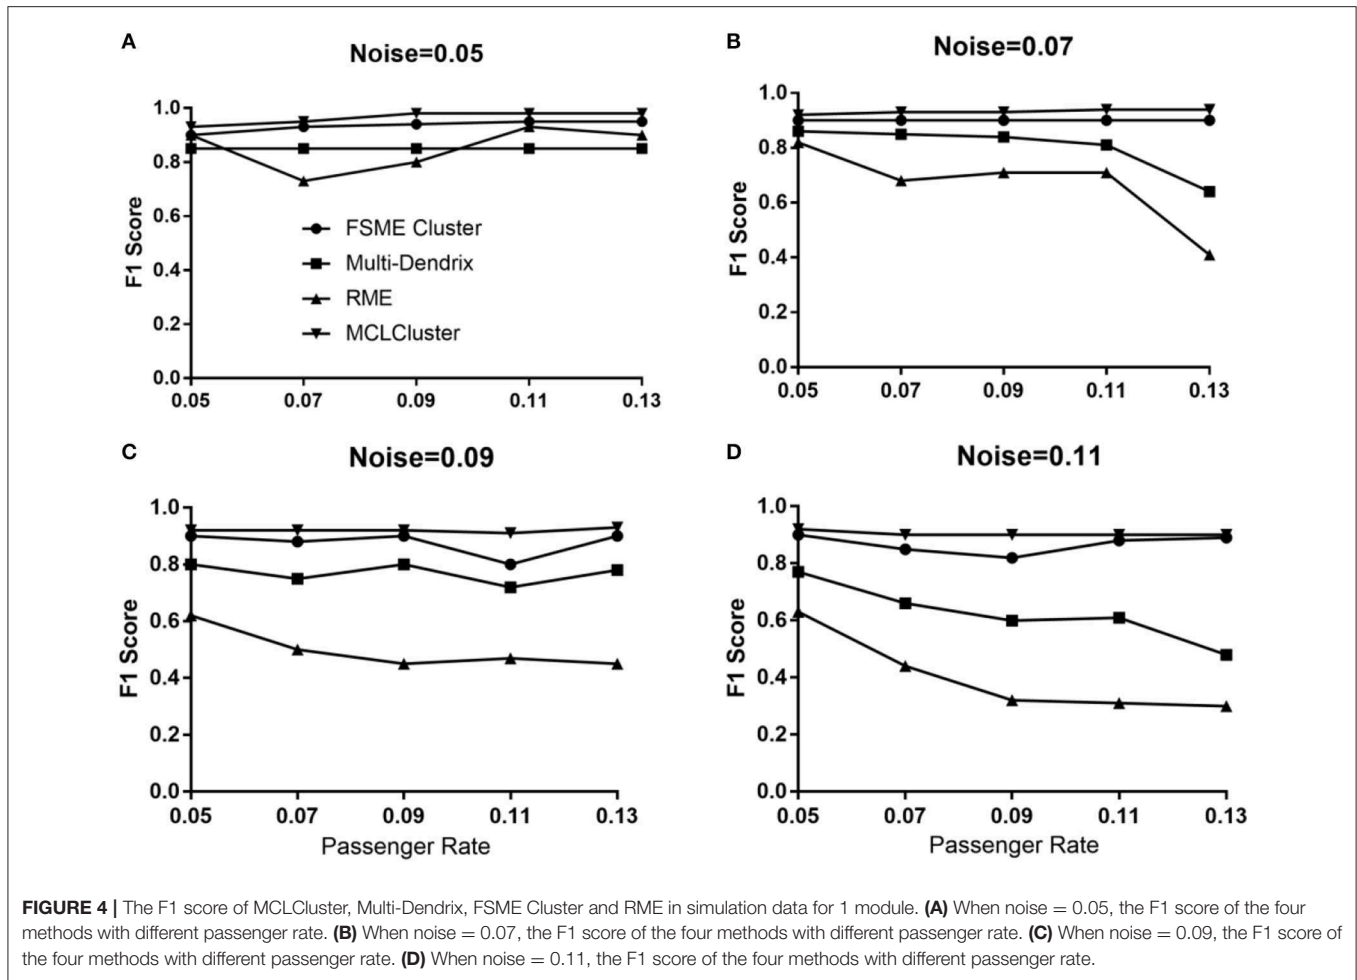 A
Noise=0.05
F1 Score
1.0
0.8
0.6
0.4
0.2
0.0
FSME Cluster
Multi-Dendrix
RME
MCLCluster
0.05 0.07 0.09 0.11 0.13
B
Noise=0.07
F1 Score
1.0
0.8
0.6
0.4
0.2
0.0
0.05 0.07 0.09 0.11 0.13
C
Noise=0.09
F1 Score
1.0
0.8
0.6
0.4
0.2
0.0
0.05 0.07 0.09 0.11 0.13
Passenger Rate
D
Noise=0.11
F1 Score
1.0
0.8
0.6
0.4
0.2
0.0
0.05 0.07 0.09 0.11 0.13
Passenger Rate
FIGURE 4 | The F1 score of MCLCluster, Multi-Dendrix, FSME Cluster and RME in simulation data for 1 module. (A) When noise = 0.05, the F1 score of the four
methods with different passenger rate. (B) When noise = 0.07, the F1 score of the four methods with different passenger rate. (C) When noise = 0.09, the F1 score of
the four methods with different passenger rate. (D) When noise = 0.11, the F1 score of the four methods with different passenger rate.